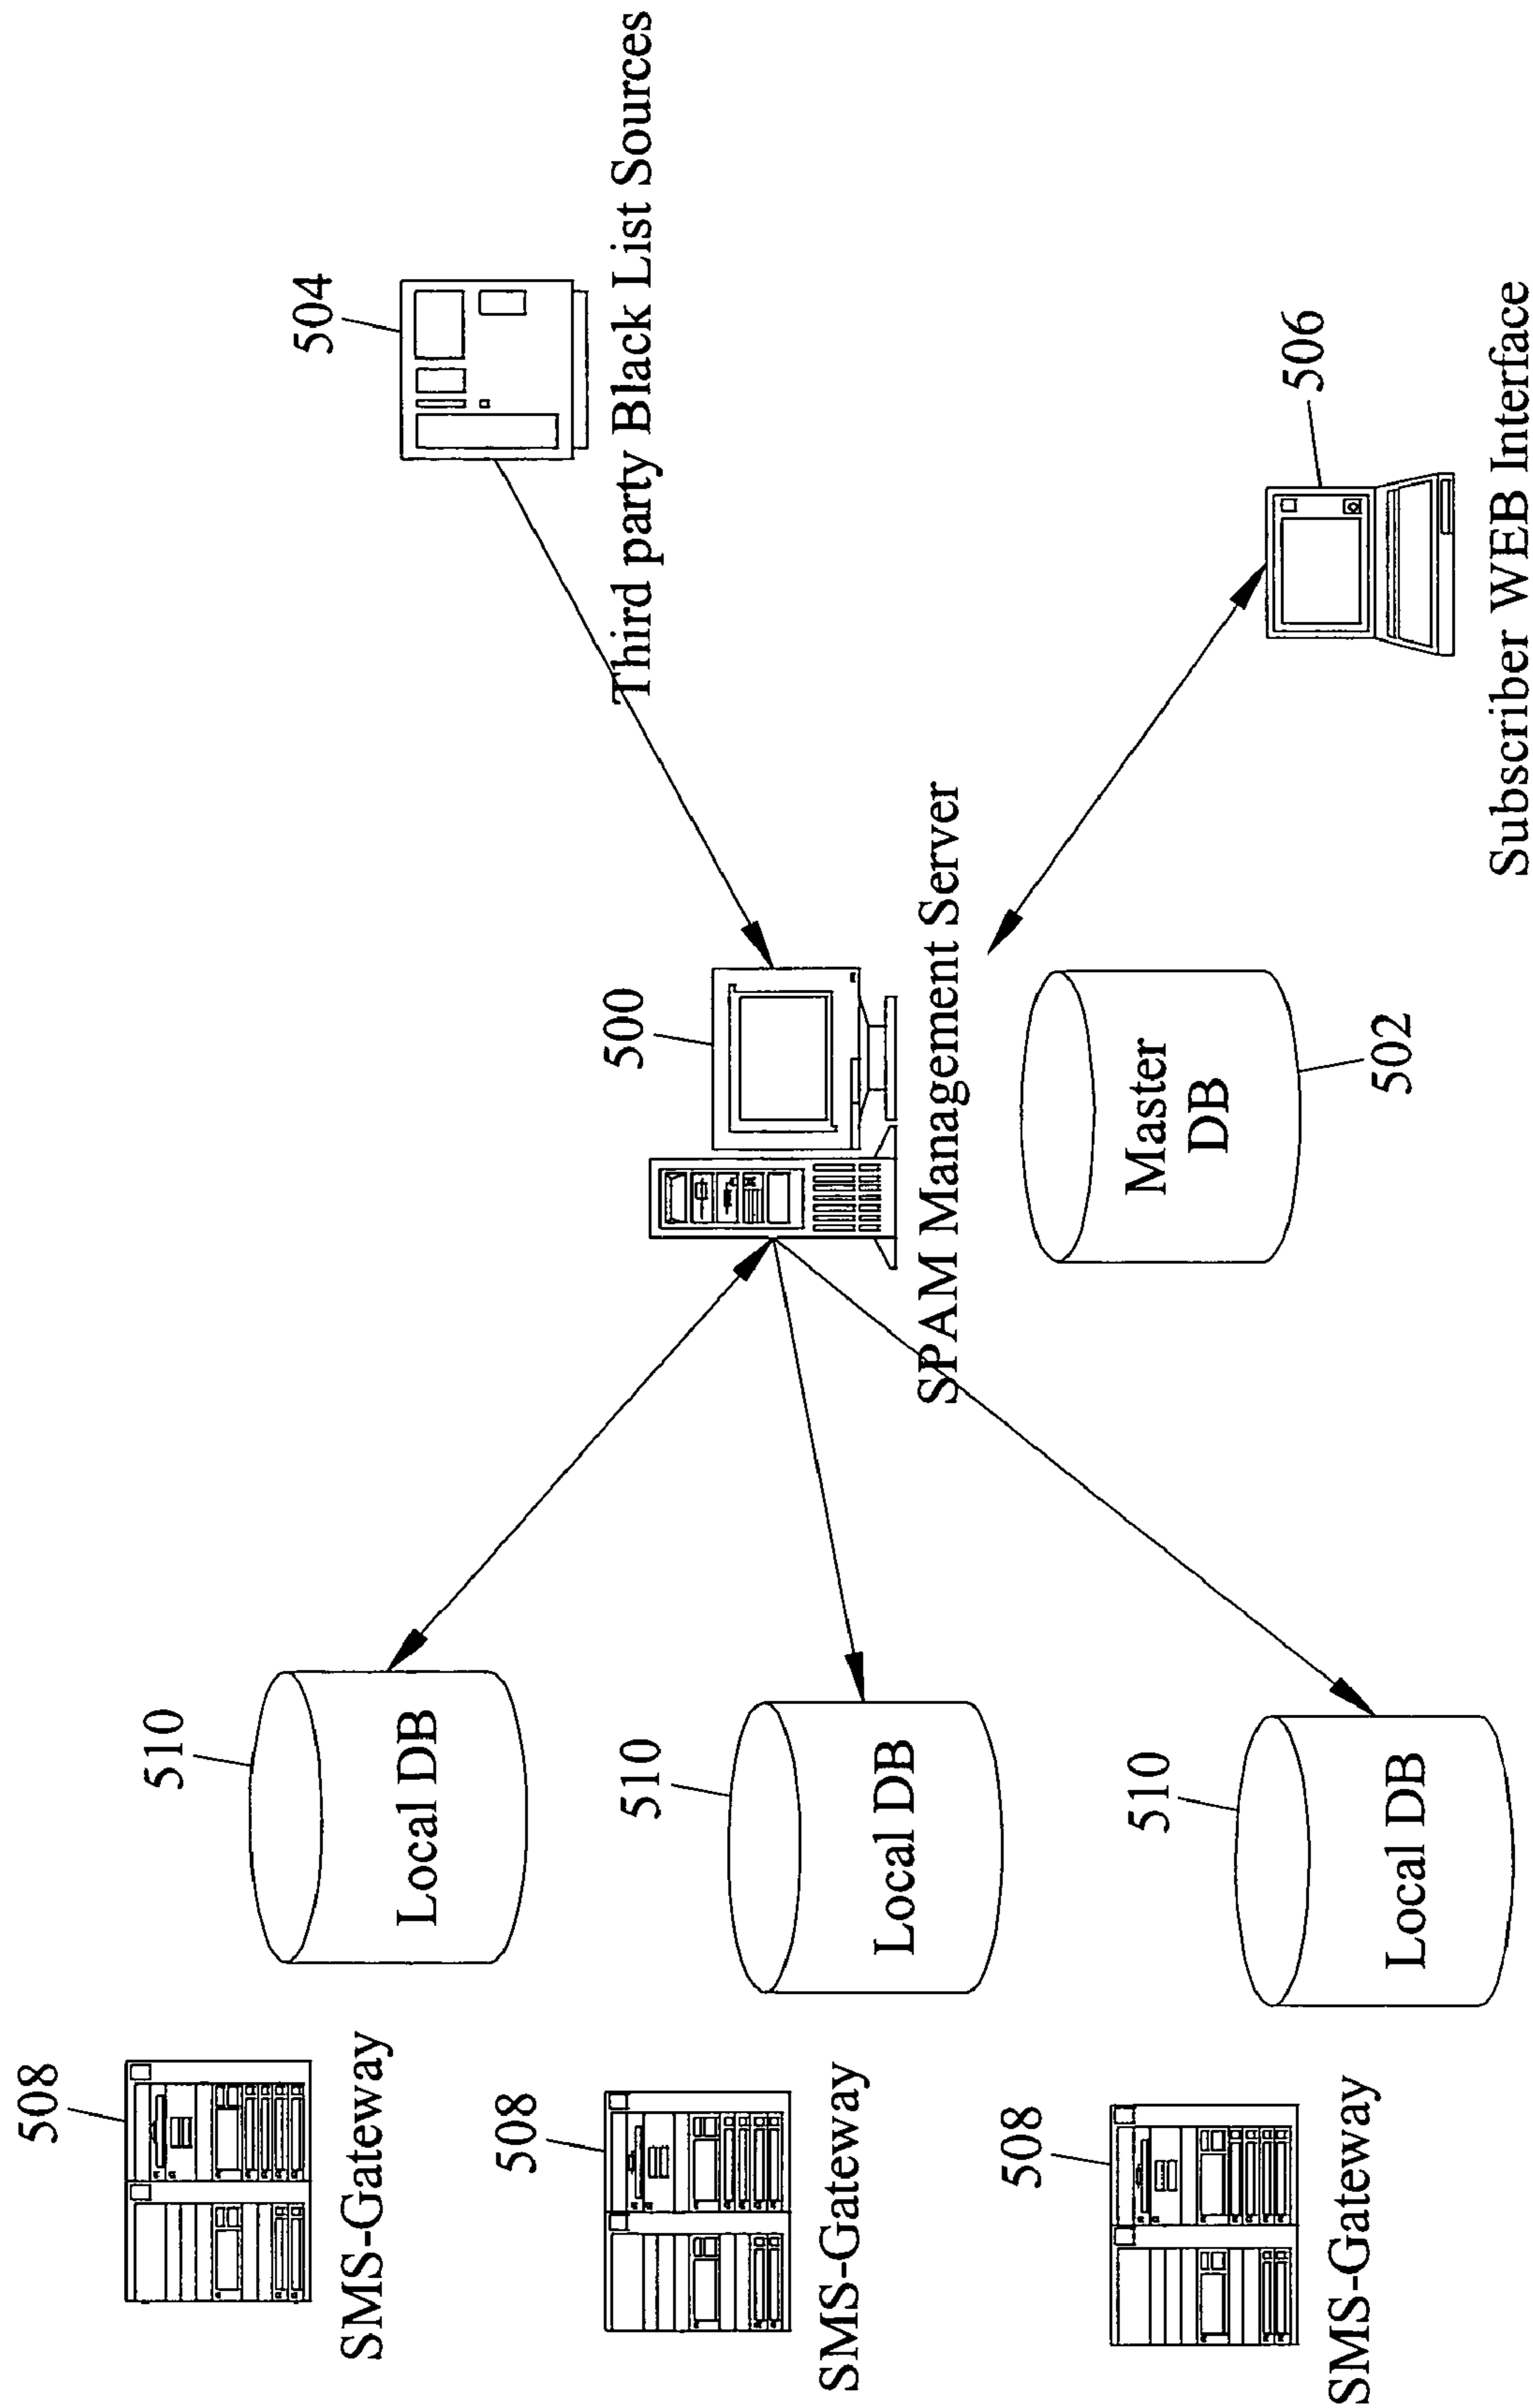 508
510
504
SMS-Gateway
Local DB
Third party Black List Sources
508
510
500
SMS-Gateway
Local DB
SPAM Management Server
508
510
Master
DB
502
506
SMS-Gateway
Local DB
Subscriber WEB Interface